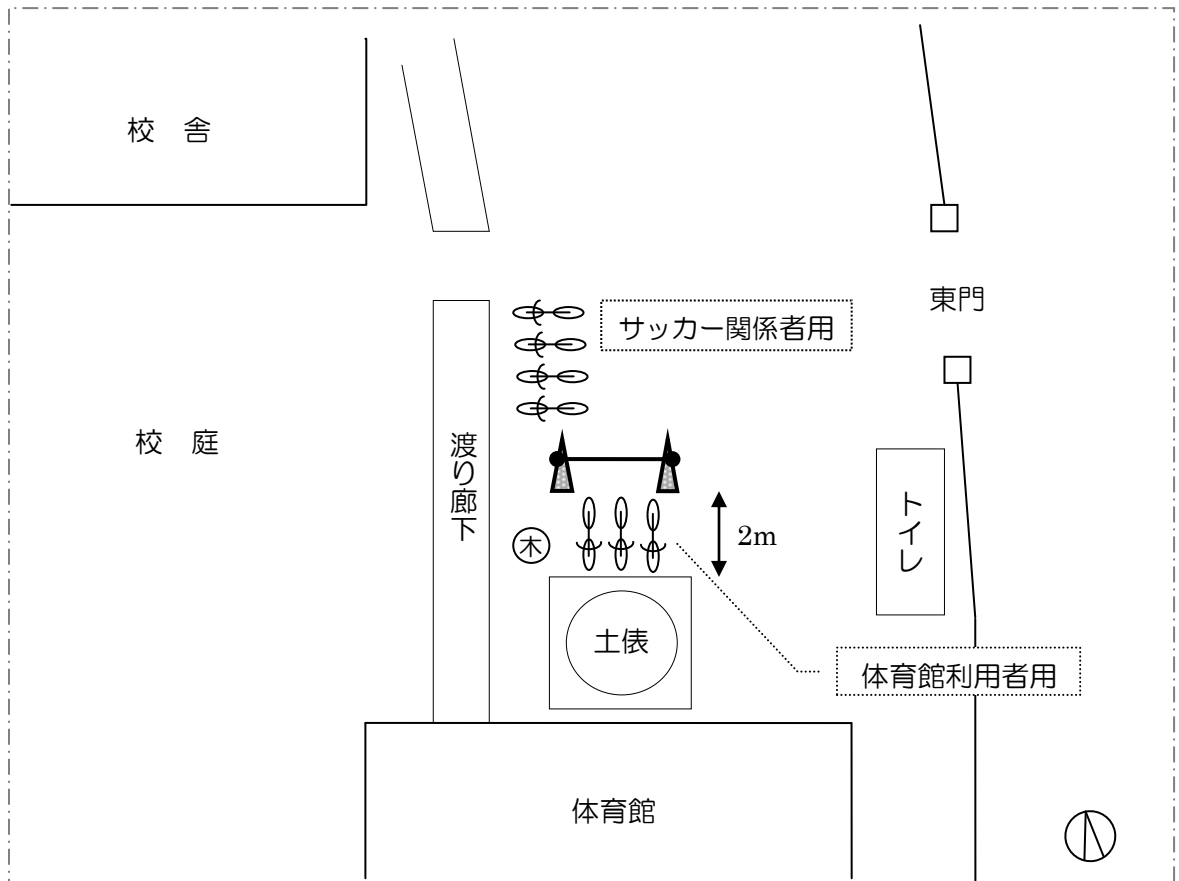 校　舎
東門
サッカー関係者用
校　庭
渡り廊下
トイレ
木
2m
土俵
体育館利用者用
体育館